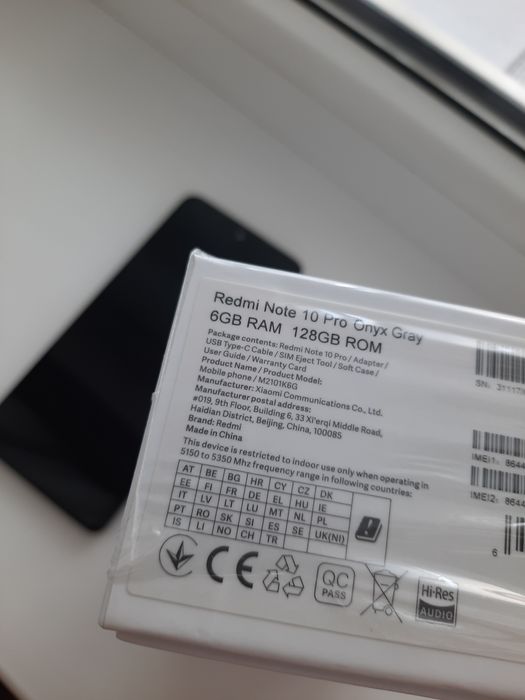 Redmi Note 10 Pro Onyx Gray
6GB RAM 128GB ROM
Package contents: Redmi Note 10 Pro / Adapter /
USB Type-C Cable / SIM Eject Tool / Soft Case /
User Guide / Warranty Card
Product Name / Product Model:
Mobile phone / M2101K6G
Manufacturer: Xiaomi Communications Co., Ltd.
Manufacturer postal address:
#019, 9th Floor, Building 6, 33 Xi'erqi Middle Road,
Haidian District, Beijing, China, 100085
Brand: Redmi
Made in China
This device is restricted to indoor use only when operating in
5150 to 5350 Mhz frequency range in following countries:
AT BE BG HR CY CZ DK
EE FI FR DE EL HU IE
IT LV LT LU MT NL PL
PT RO SK SI ES SE UK(NI)
IS LI NO CH TR
CE
QC
PASS
Hi-Res
AUDIO
SN:
IMEI1: 8644
IMEI2: 8644
6